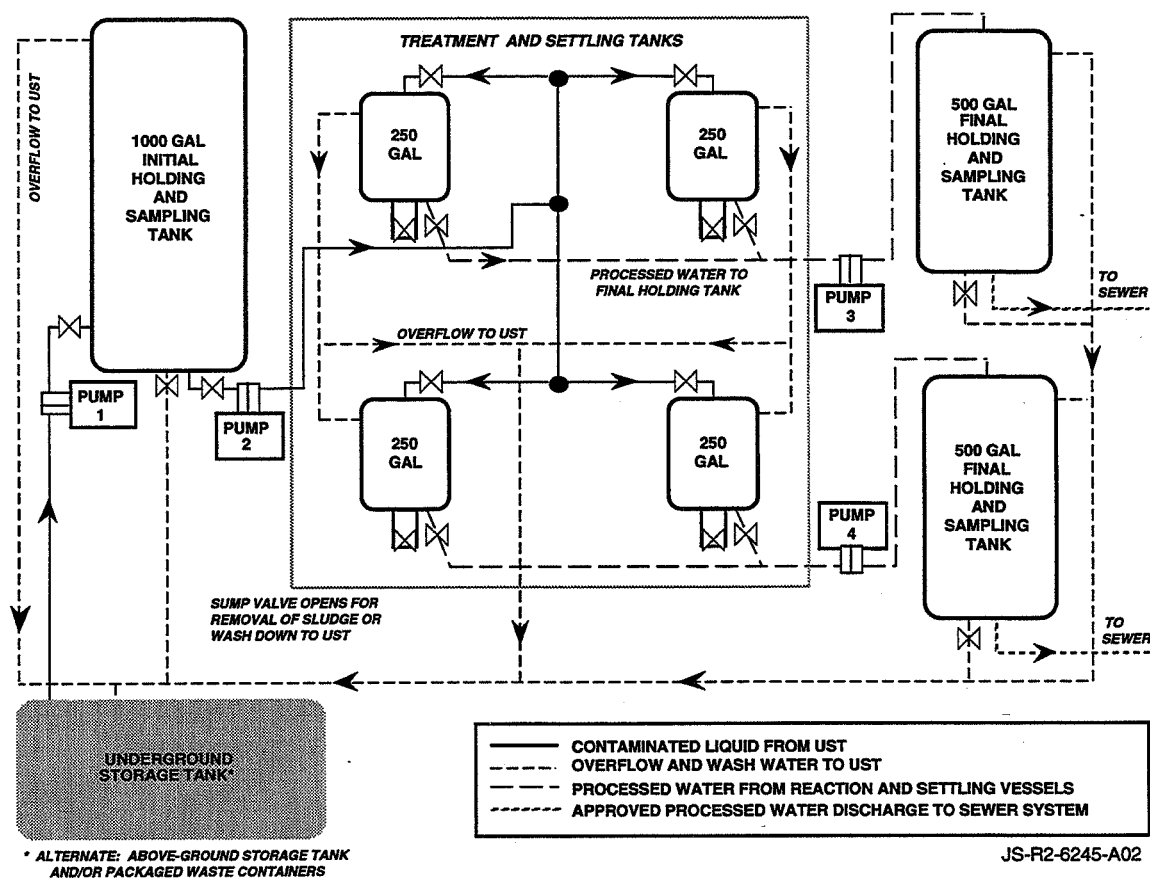 OVERFLOW TO UST
1000 GAL
INITIAL
HOLDING
AND
SAMPLING
TANK
PUMP
1
PUMP
2
TREATMENT AND SETTLING TANKS
250
GAL
250
GAL
PROCESSED WATER TO
FINAL HOLDING TANK
OVERFLOW TO UST
250
GAL
250
GAL
PUMP
3
PUMP
4
500 GAL
FINAL
HOLDING
AND
SAMPLING
TANK
TO
SEWER
500 GAL
FINAL
HOLDING
AND
SAMPLING
TANK
TO
SEWER
SUMP VALVE OPENS FOR
REMOVAL OF SLUDGE OR
WASH DOWN TO UST
UNDERGROUND
STORAGE TANK*
* ALTERNATE: ABOVE-GROUND STORAGE TANK
AND/OR PACKAGED WASTE CONTAINERS
CONTAMINATED LIQUID FROM UST
OVERFLOW AND WASH WATER TO UST
PROCESSED WATER FROM REACTION AND SETTLING VESSELS
APPROVED PROCESSED WATER DISCHARGE TO SEWER SYSTEM
JS-R2-6245-A02